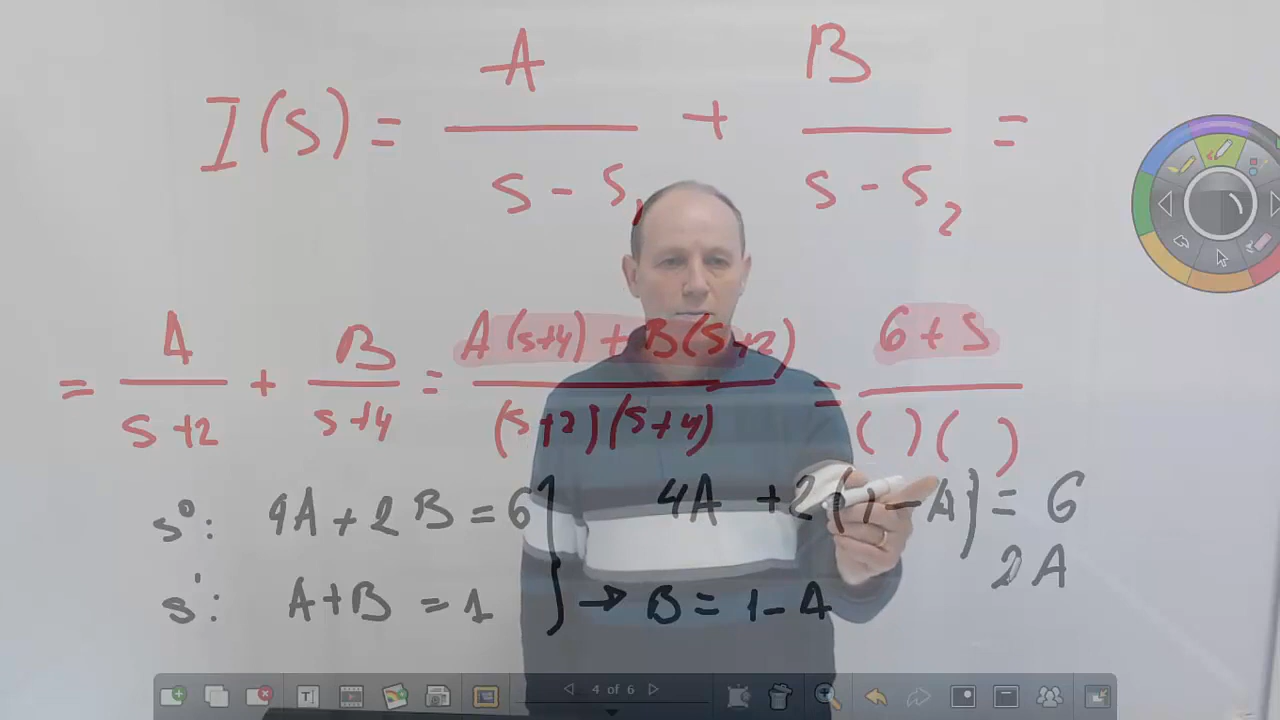 I(s) = A / (s - s₁) + B / (s - s₂) =
= A / (s+2) + B / (s+4) = (A(s+4) + B(s+2)) / ((s+2)(s+4)) = (6 + s) / (( )( ))
s⁰: 4A + 2B = 6 } 4A + 2(1 - A) = 6
2A
s¹: A + B = 1 } → B = 1 - A
4 of 6